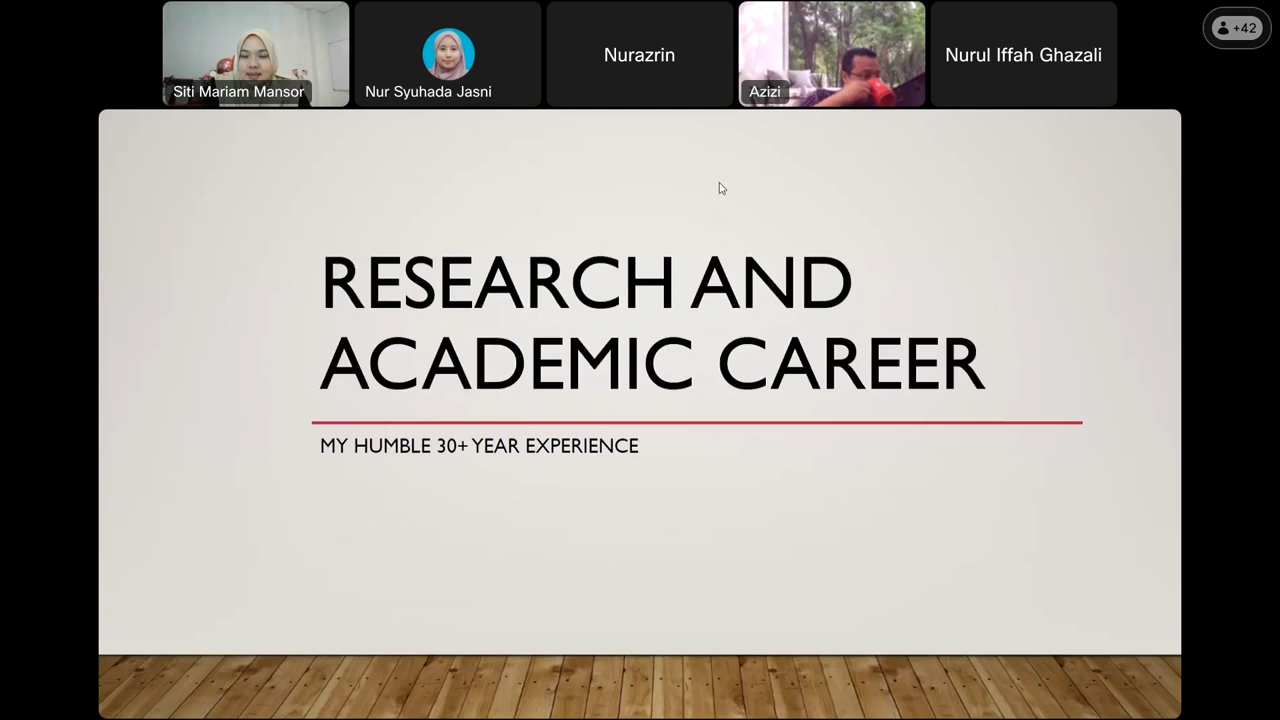 Siti Mariam Mansor
Nur Syuhada Jasni
Nurazrin
Azizi
Nurul Iffah Ghazali
+42
RESEARCH AND
ACADEMIC CAREER
MY HUMBLE 30+ YEAR EXPERIENCE